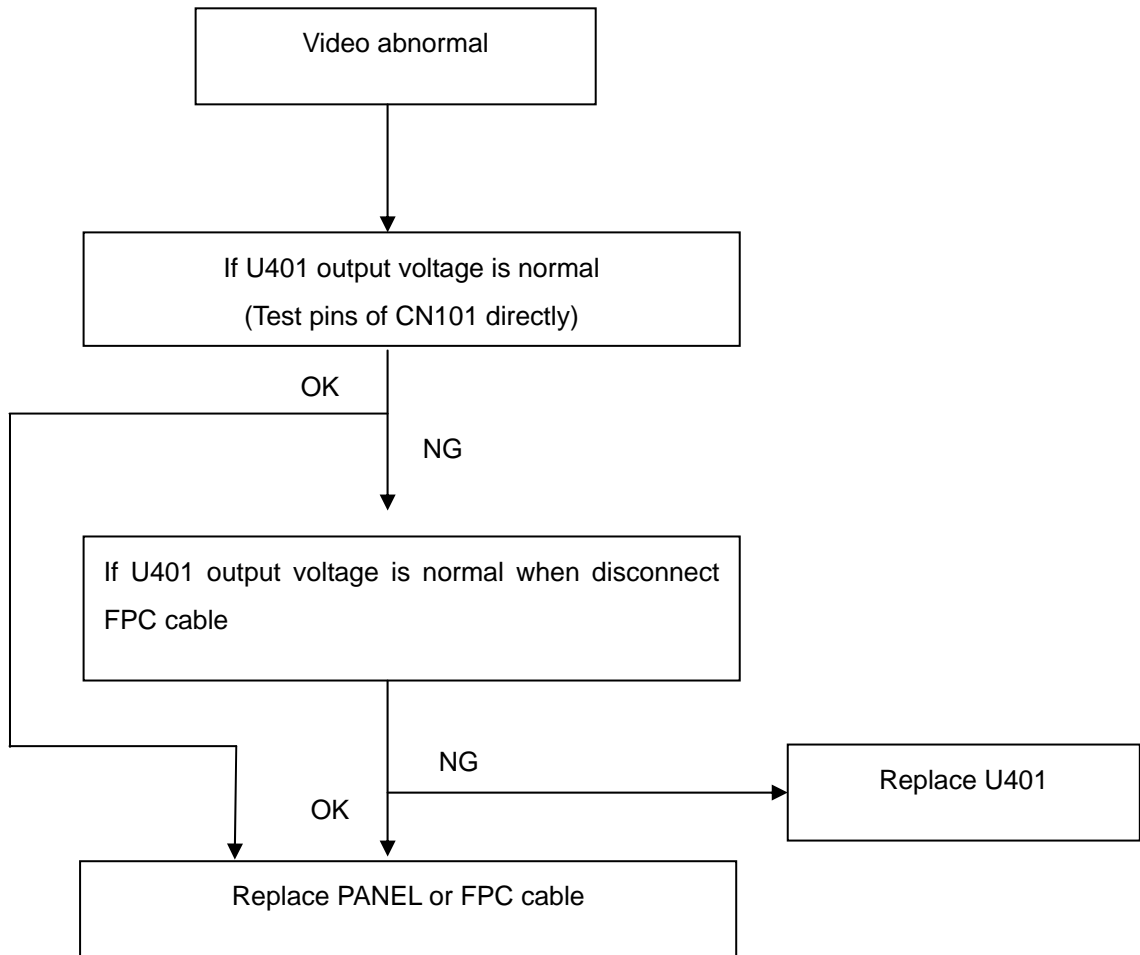 Video abnormal
If U401 output voltage is normal
(Test pins of CN101 directly)
OK
NG
If U401 output voltage is normal when disconnect
FPC cable
NG
Replace U401
OK
Replace PANEL or FPC cable